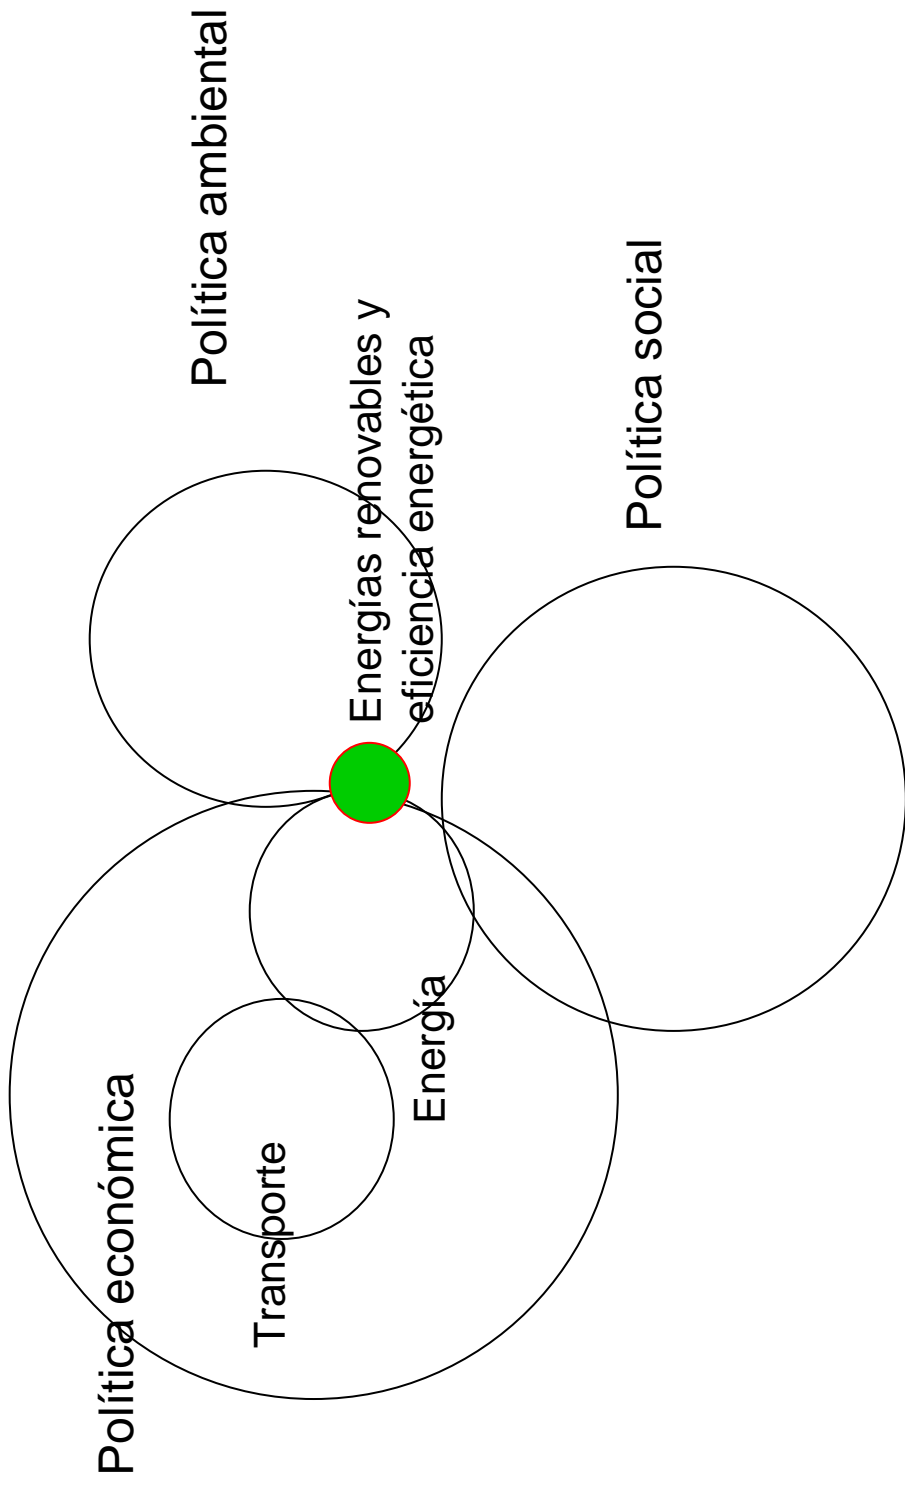 Política económica
Política ambiental
Transporte
Energías renovables y
eficiencia energética
Energía
Política social